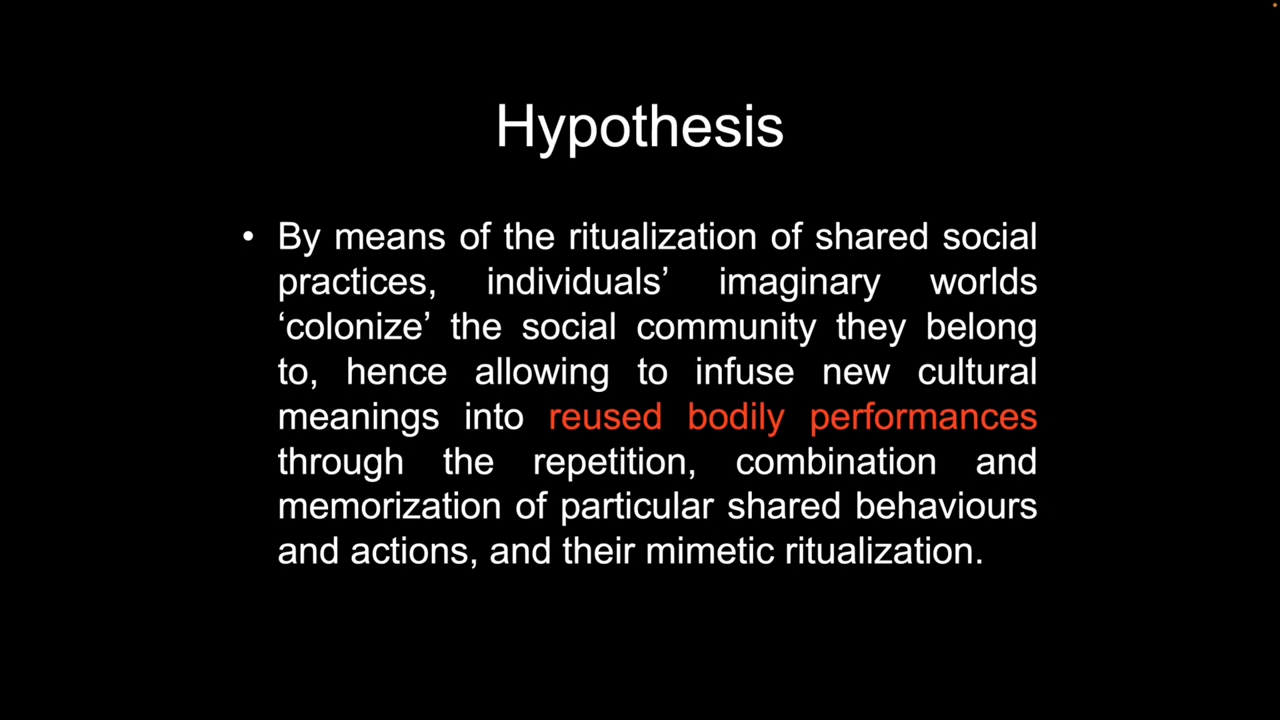 Hypothesis
• By means of the ritualization of shared social
practices, individuals’ imaginary worlds
‘colonize’ the social community they belong
to, hence allowing to infuse new cultural
meanings into reused bodily performances
through the repetition, combination and
memorization of particular shared behaviours
and actions, and their mimetic ritualization.